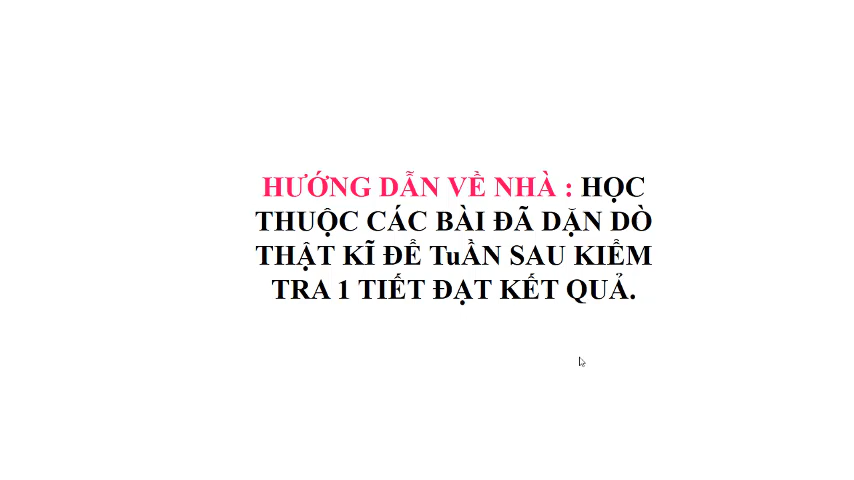 HƯỚNG DẪN VỀ NHÀ : HỌC
THUỘC CÁC BÀI ĐÃ DẶN DÒ
THẬT KĨ ĐỂ TuẦN SAU KIỂM
TRA 1 TIẾT ĐẠT KẾT QUẢ.